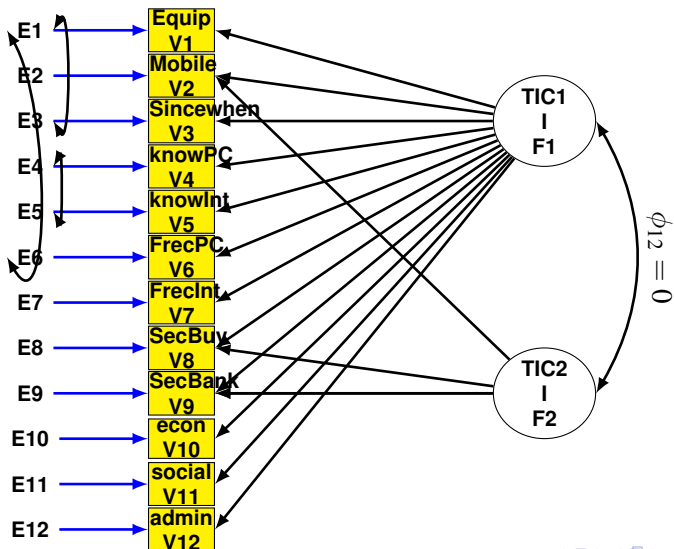 E1
Equip
V1
E2
Mobile
V2
E3
Sincewhen
V3
E4
knowPC
V4
E5
knowInt
V5
E6
FrecPC
V6
E7
FrecInt
V7
E8
SecBuy
V8
E9
SecBank
V9
E10
econ
V10
E11
social
V11
E12
admin
V12
TIC1
I
F1
TIC2
I
F2
ϕ12 = 0